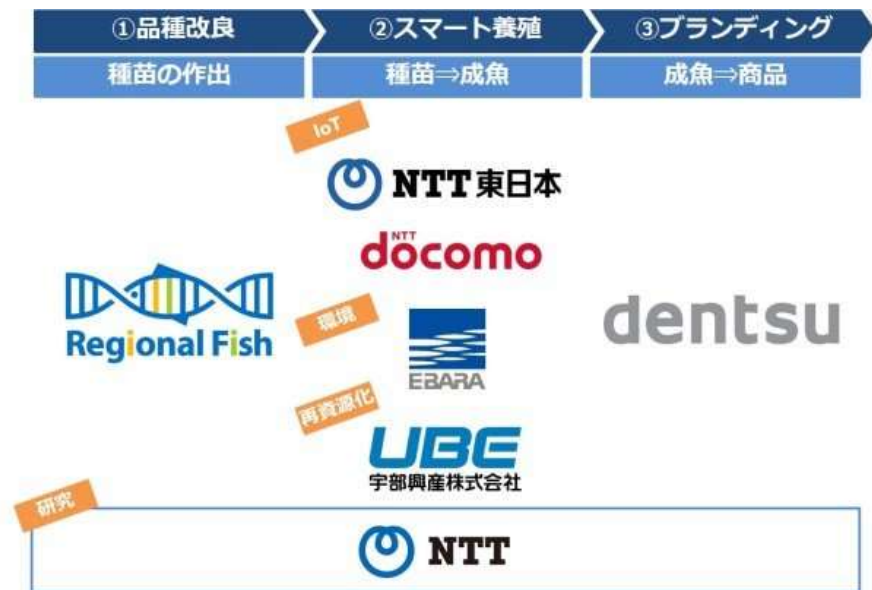 ①品種改良
②スマート養殖
③ブランディング
種苗の作出
種苗⇒成魚
成魚⇒商品
IoT
NTT東日本
NTT
döcomo
Regional Fish
環境
EBARA
dentsu
再資源化
UBE
宇部興産株式会社
研究
NTT